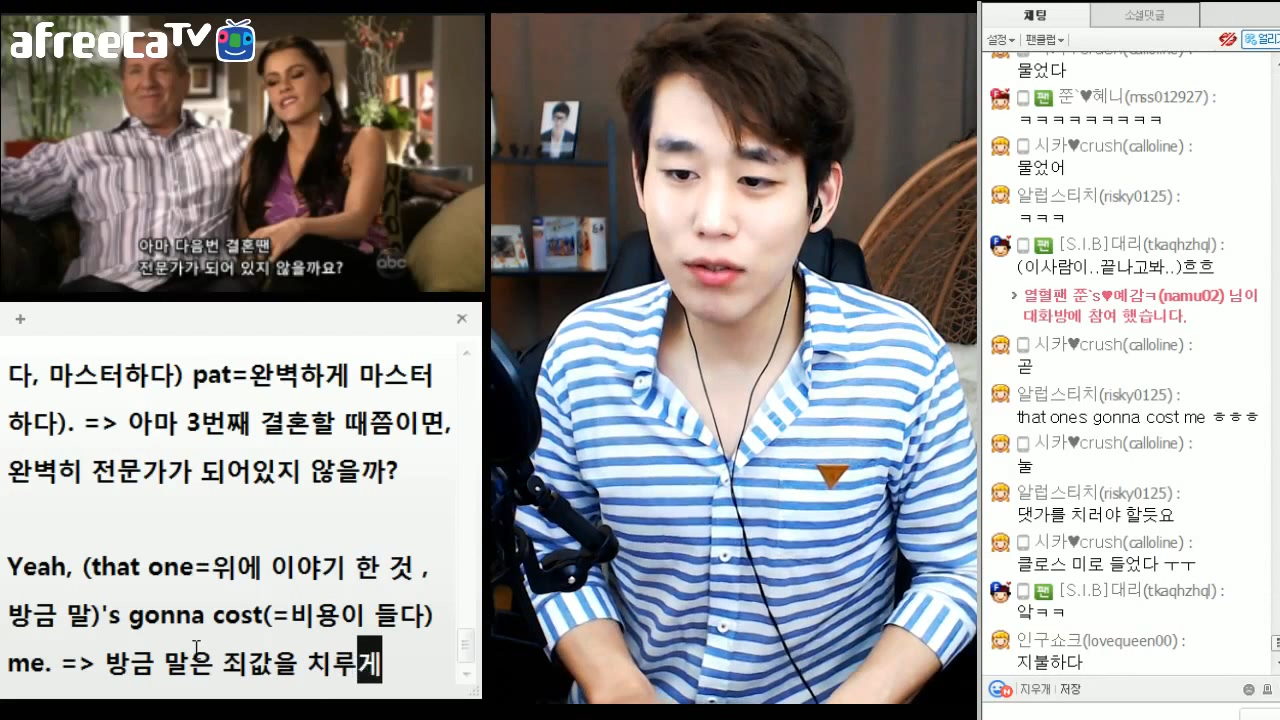 afreecaTV
아마 다음번 결혼땐
전문가가 되어 있지 않을까요?
abc
다, 마스터하다) pat=완벽하게 마스터
하다). => 아마 3번째 결혼할 때쯤이면,
완벽히 전문가가 되어있지 않을까?
Yeah, (that one=위에 이야기 한 것 ,
방금 말)'s gonna cost(=비용이 들다)
me. => 방금 말은 죄값을 치루게
채팅
소셜댓글
설정 팬클럽
얼리기
물었다
팬 쭌`♥혜니(mss012927) :
ㅋㅋㅋㅋㅋㅋㅋㅋㅋ
시카♥crush(calloline) :
물었어
알럽스티치(risky0125) :
ㅋㅋㅋ
팬 [S.I.B]대리(tkaqhzhql) :
(이사람이..끝나고봐..)흐흐
열혈팬 쭌`s♥예감ㅋ(namu02) 님이
대화방에 참여 했습니다.
시카♥crush(calloline) :
곧
알럽스티치(risky0125) :
that ones gonna cost me ㅎㅎㅎ
시카♥crush(calloline) :
눌
알럽스티치(risky0125) :
댓가를 치러야 할듯요
시카♥crush(calloline) :
클로스 미로 들었다 ㅜㅜ
팬 [S.I.B]대리(tkaqhzhql) :
앜ㅋㅋ
인구쇼크(lovequeen00) :
지불하다
지우개 저장